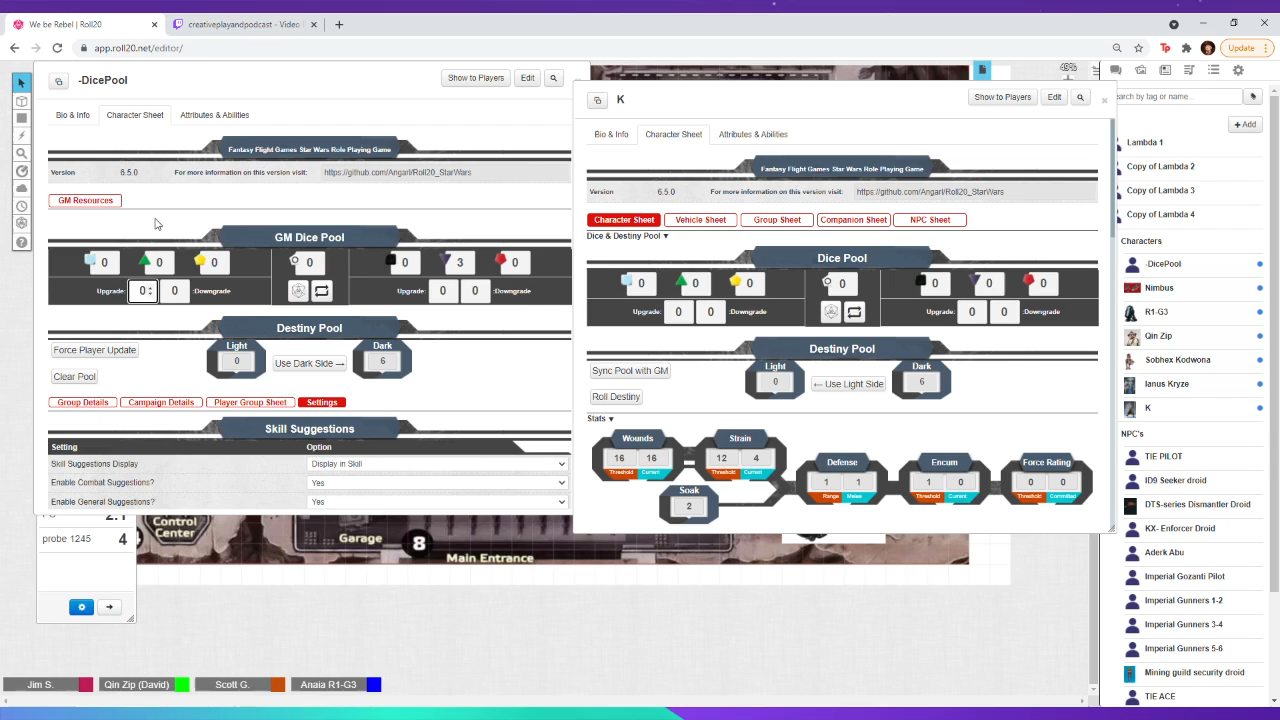 We be Rebel | Roll20
creativeplayandpodcast - Video
app.roll20.net/editor/
Update
-DicePool
Show to Players
Edit
Bio & Info
Character Sheet
Attributes & Abilities
Fantasy Flight Games Star Wars Role Playing Game
Version 6.5.0 For more information on this version visit: https://github.com/Angarl/Roll20_StarWars
GM Resources
GM Dice Pool
0 0 0 0 0 3 0
Upgrade: 0 0 :Downgrade
Upgrade: 0 0 :Downgrade
Destiny Pool
Force Player Update
Clear Pool
Light
0
Use Dark Side →
Dark
6
Group Details
Campaign Details
Player Group Sheet
Settings
Skill Suggestions
Setting Option
Skill Suggestions Display Display in Skill
Enable Combat Suggestions? Yes
Enable General Suggestions? Yes
K
Show to Players
Edit
Bio & Info
Character Sheet
Attributes & Abilities
Fantasy Flight Games Star Wars Role Playing Game
Version 6.5.0 For more information on this version visit: https://github.com/Angarl/Roll20_StarWars
Character Sheet
Vehicle Sheet
Group Sheet
Companion Sheet
NPC Sheet
Dice & Destiny Pool ▾
Dice Pool
0 0 0 0 0 0 0
Upgrade: 0 0 :Downgrade
Upgrade: 0 0 :Downgrade
Destiny Pool
Sync Pool with GM
Roll Destiny
Light
0
← Use Light Side
Dark
6
Stats ▾
Wounds
16 16
Threshold Current
Strain
12 4
Threshold Current
Soak
2
Defense
1 1
Range Melee
Encum
1 0
Threshold Current
Force Rating
0 0
Threshold Committed
probe 1245 4
Control
Center
Garage
8
Main Entrance
Jim S.
Qin Zip (David)
Scott G.
Anaia R1-G3
earch by tag or name...
+ Add
Lambda 1
Copy of Lambda 2
Copy of Lambda 3
Copy of Lambda 4
Characters
-DicePool
Nimbus
R1-G3
Qin Zip
Sobhex Kodwona
Ianus Kryze
K
NPC's
TIE PILOT
ID9 Seeker droid
DTS-series Dismantler Droid
KX- Enforcer Droid
Aderk Abu
Imperial Gozanti Pilot
Imperial Gunners 1-2
Imperial Gunners 3-4
Imperial Gunners 5-6
Mining guild security droid
TIE ACE